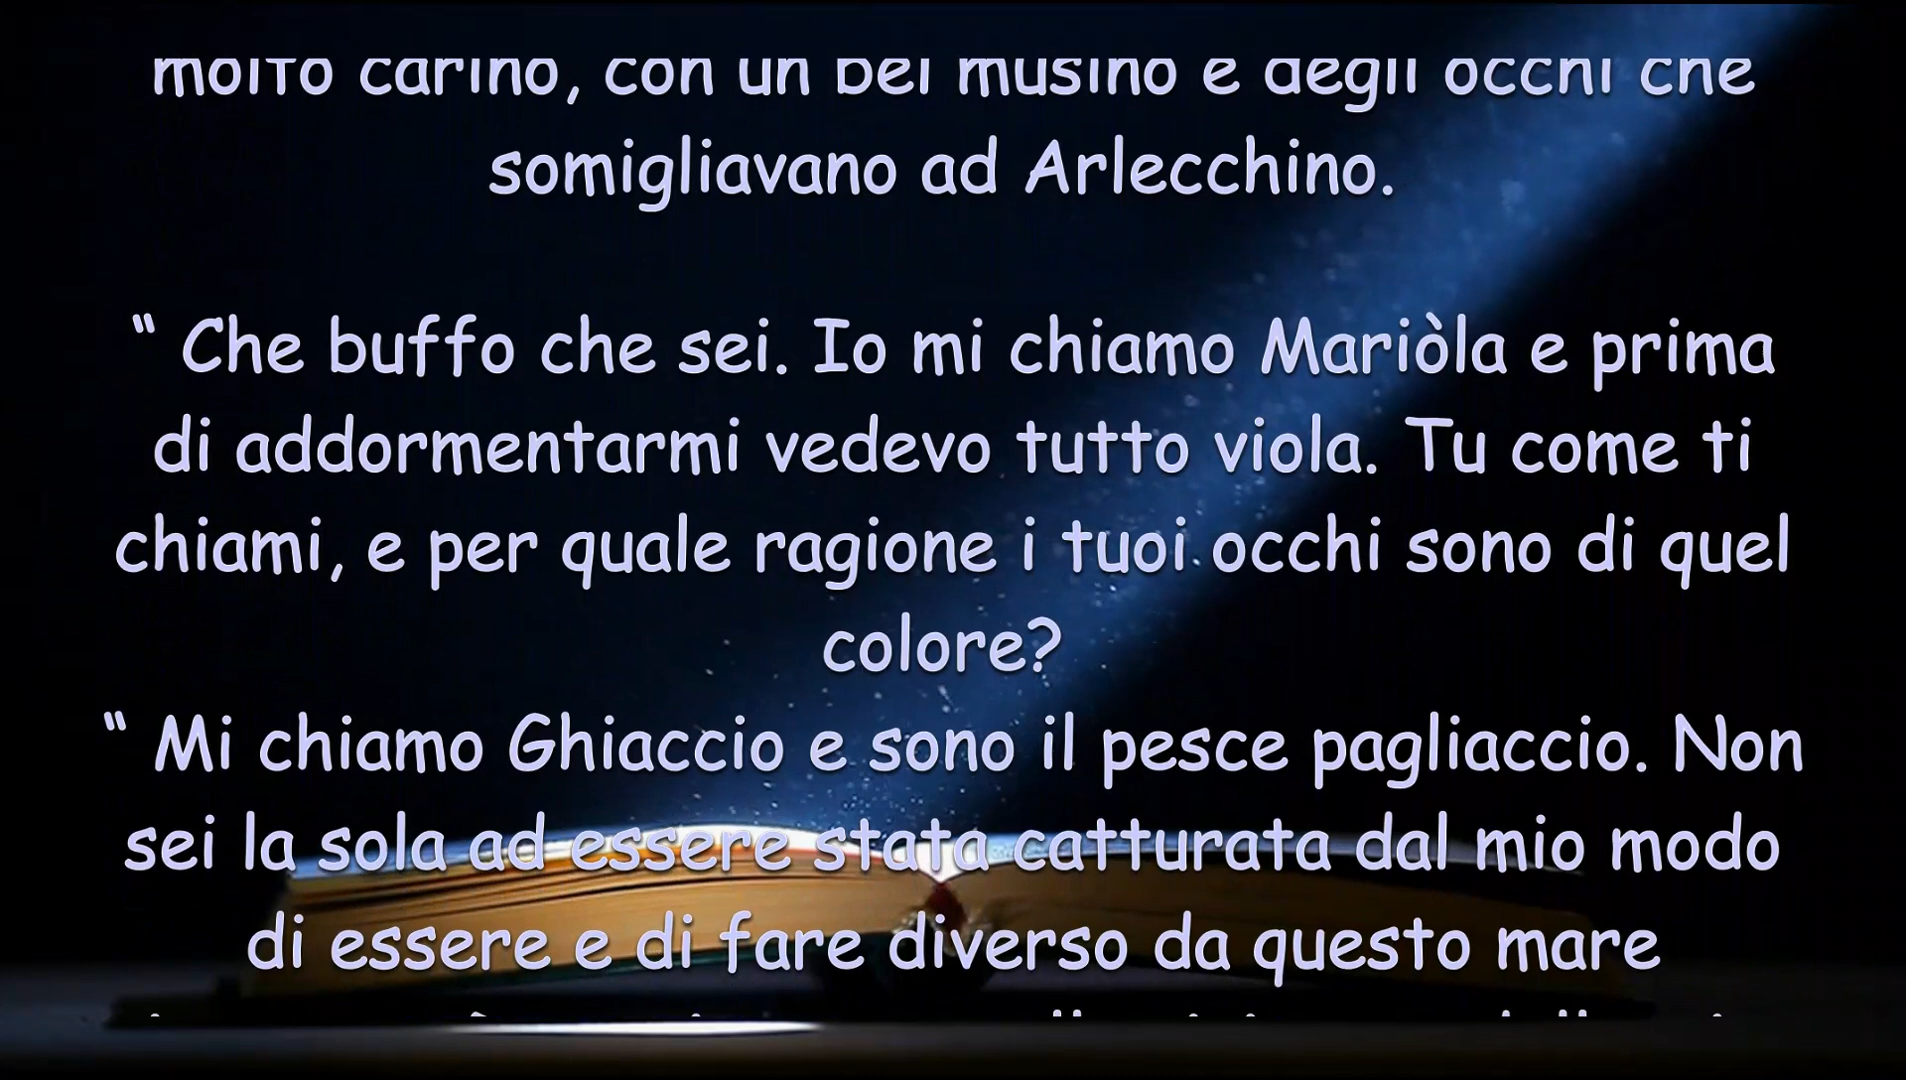 molto carino, con un bel musino e degli occhi che
somigliavano ad Arlecchino.
“ Che buffo che sei. Io mi chiamo Mariòla e prima
di addormentarmi vedevo tutto viola. Tu come ti
chiami, e per quale ragione i tuoi occhi sono di quel
colore?
“ Mi chiamo Ghiaccio e sono il pesce pagliaccio. Non
sei la sola ad essere stata catturata dal mio modo
di essere e di fare diverso da questo mare